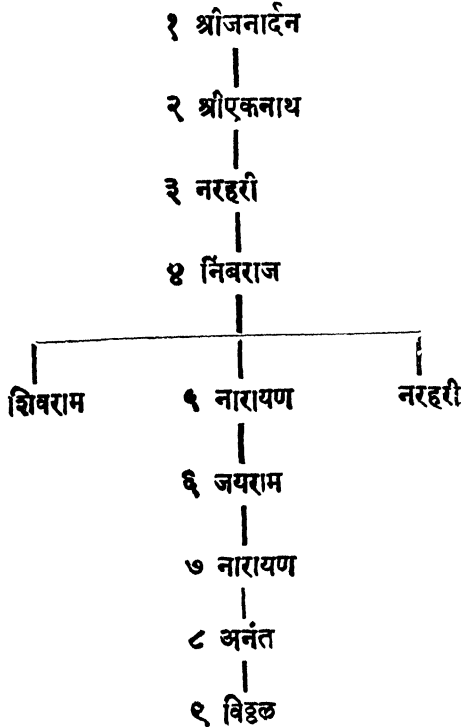 १ श्रीजनार्दन
२ श्रीएकनाथ
३ नरहरी
४ निंबराज
शिवराम ५ नारायण नरहरी
६ जयराम
७ नारायण
८ अनंत
९ विठ्ठल